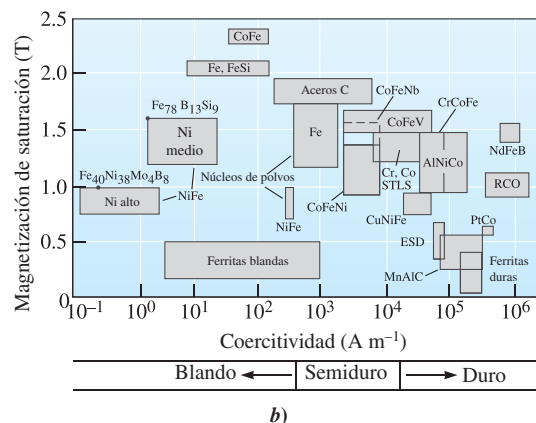 Magnetización de saturación (T)
2.5
2.0
1.5
1.0
0.5
0
CoFe
Fe, FeSi
Aceros C
CoFeNb
CrCoFe
Fe78 B13Si9
Ni
medio
Fe
CoFeV
NdFeB
Fe40Ni38Mo4B8
Núcleos de polvos
Cr, Co
STLS
AlNiCo
RCO
Ni alto
NiFe
NiFe
CoFeNi
CuNiFe
PtCo
ESD
Ferritas blandas
MnAlC
Ferritas
duras
10–1 100 101 102 103 104 105 106
Coercitividad (A m–1)
Blando Semiduro Duro
b)